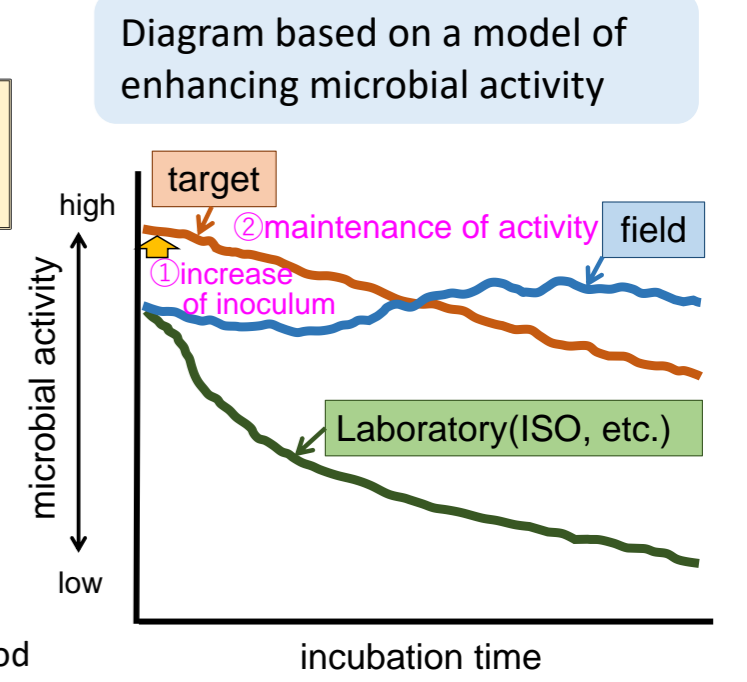 Diagram based on a model of
enhancing microbial activity
target
high
②maintenance of activity
field
①increase
of inoculum
microbial activity
Laboratory(ISO, etc.)
low
incubation time
od